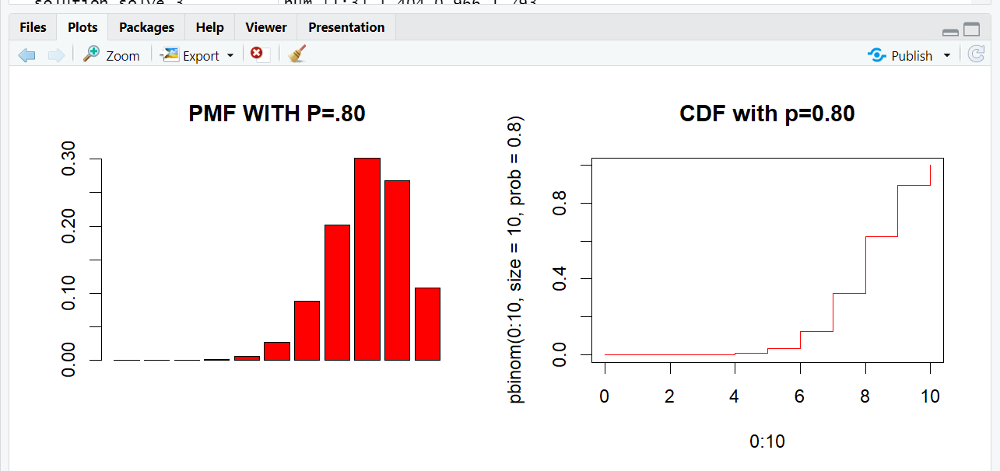 Files Plots Packages Help Viewer Presentation
Zoom Export Publish
PMF WITH P=.80
0.30
0.20
0.10
0.00
CDF with p=0.80
pbinom(0:10, size = 10, prob = 0.8)
0.8
0.4
0.0
0 2 4 6 8 10
0:10